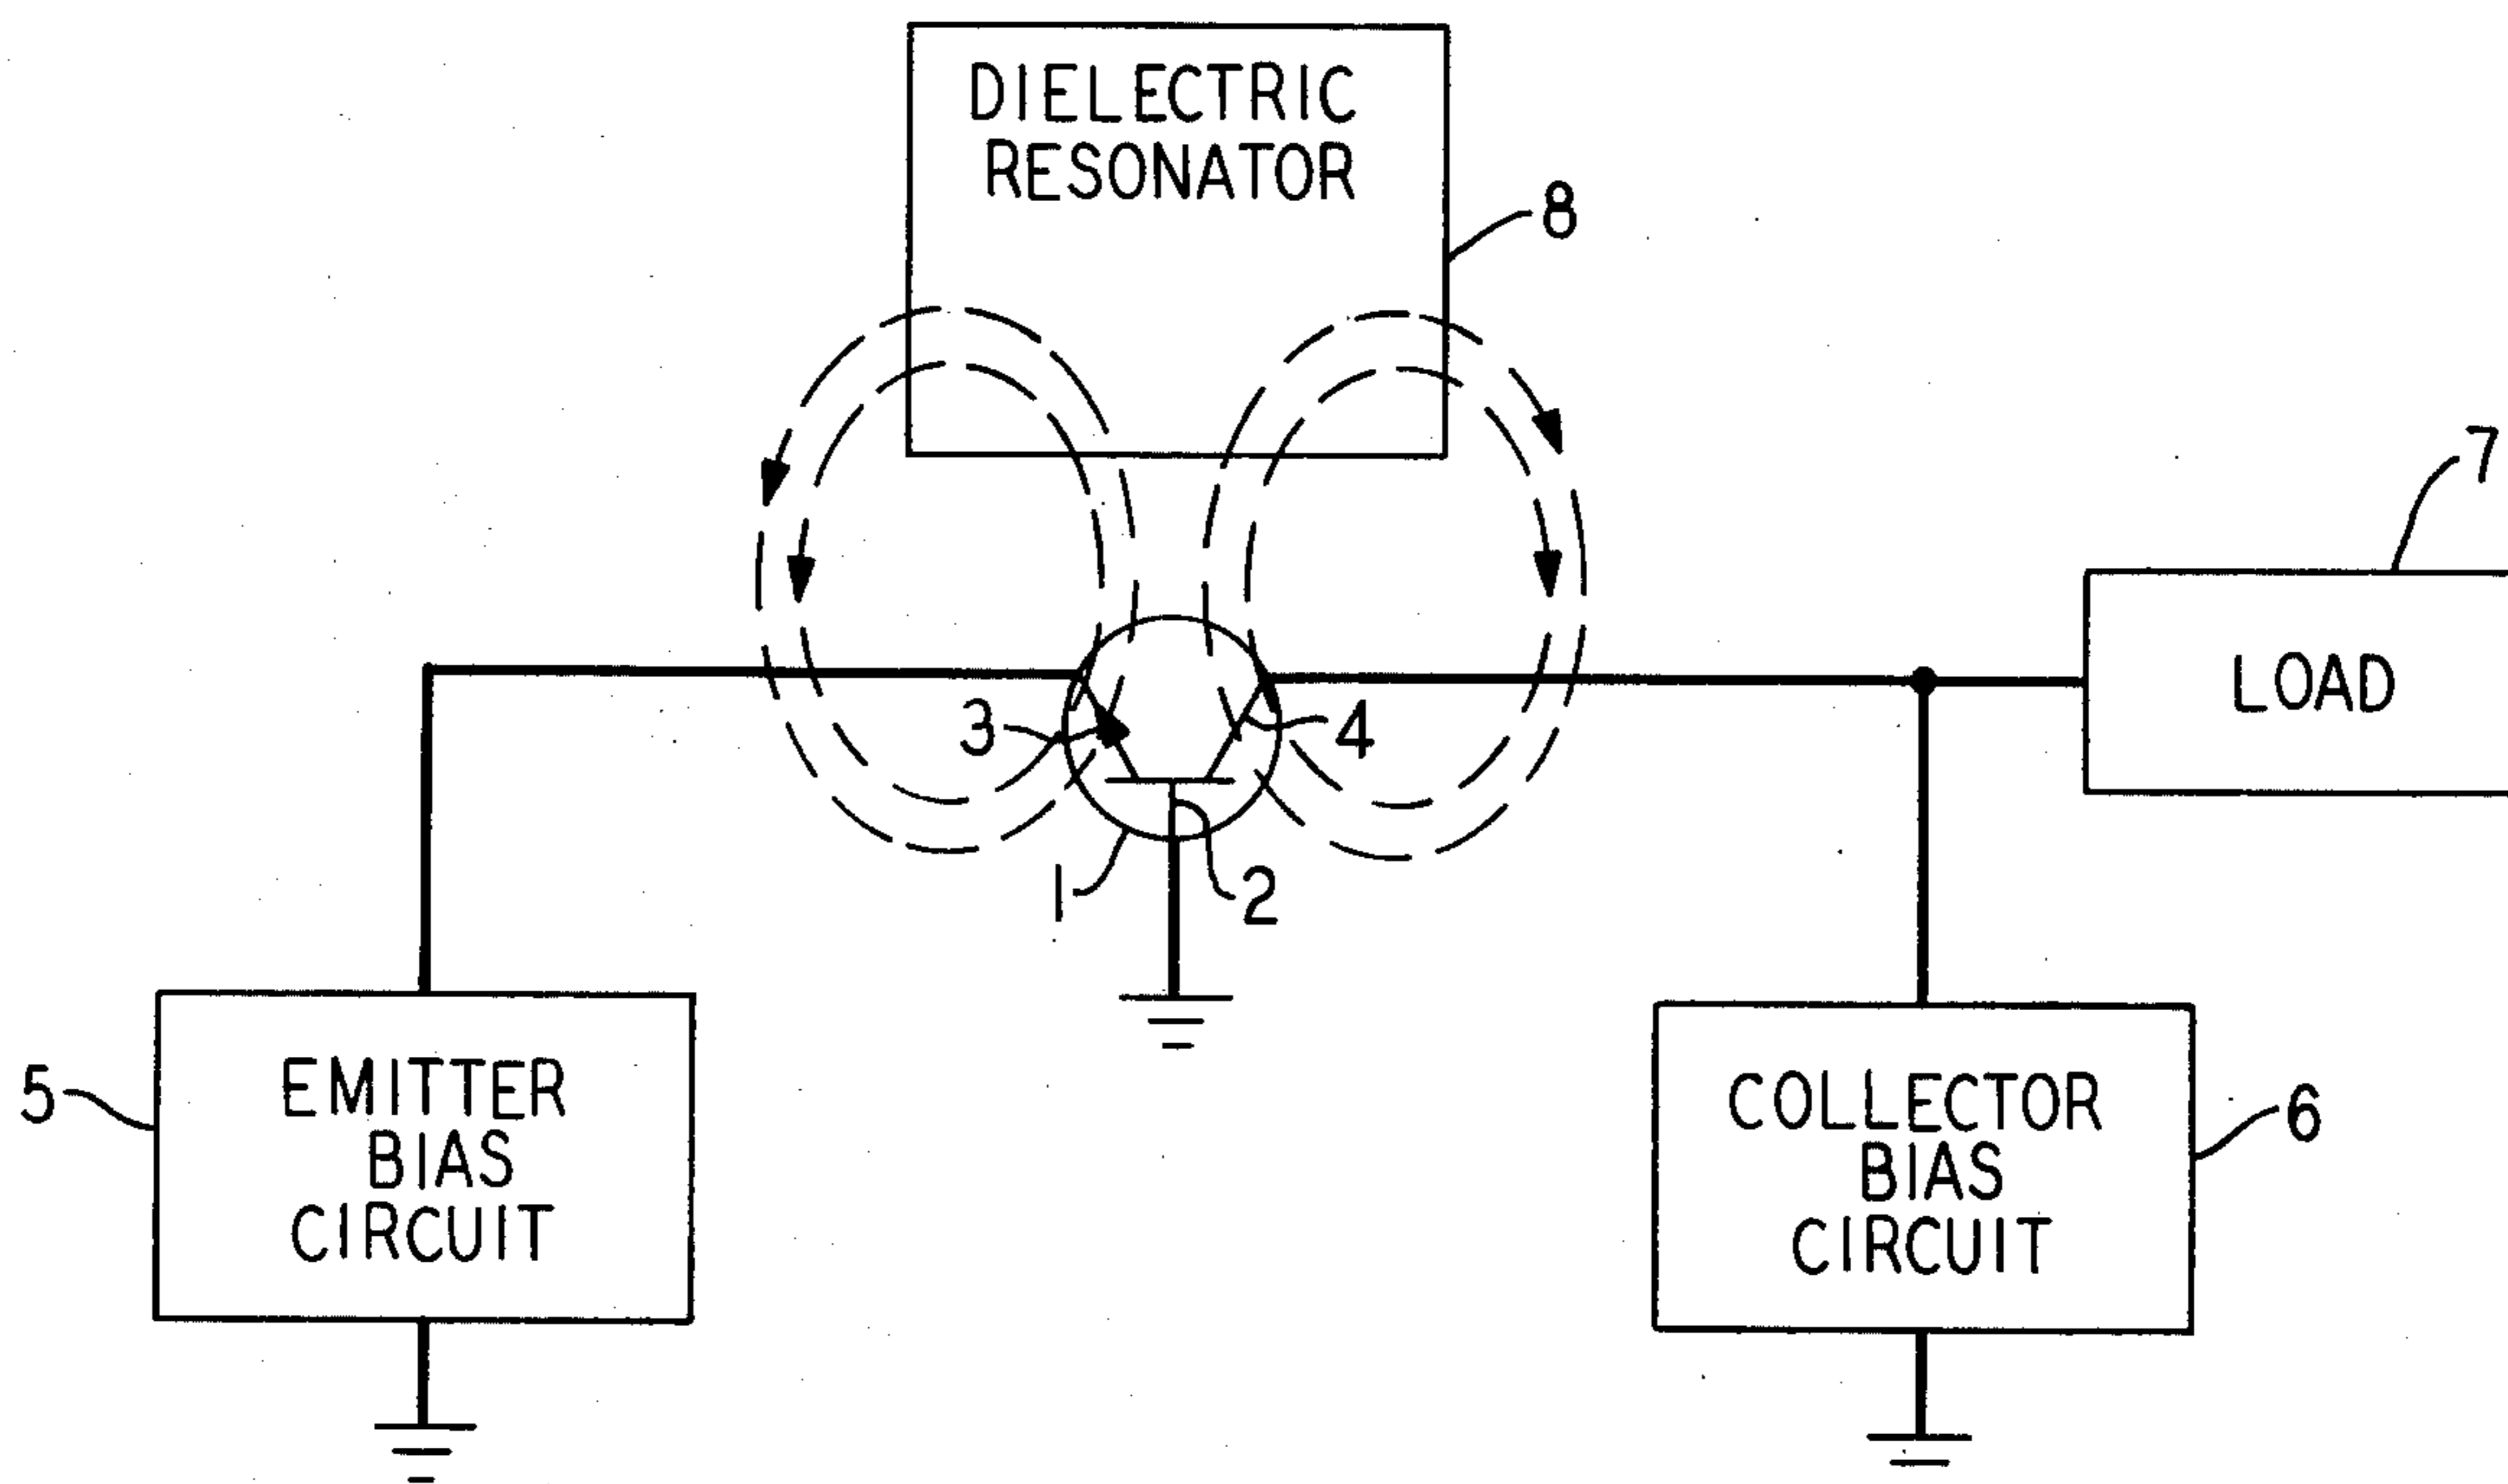 DIELECTRIC
RESONATOR
8
7
LOAD
3
4
1
2
5
EMITTER
BIAS
CIRCUIT
COLLECTOR
BIAS
CIRCUIT
6